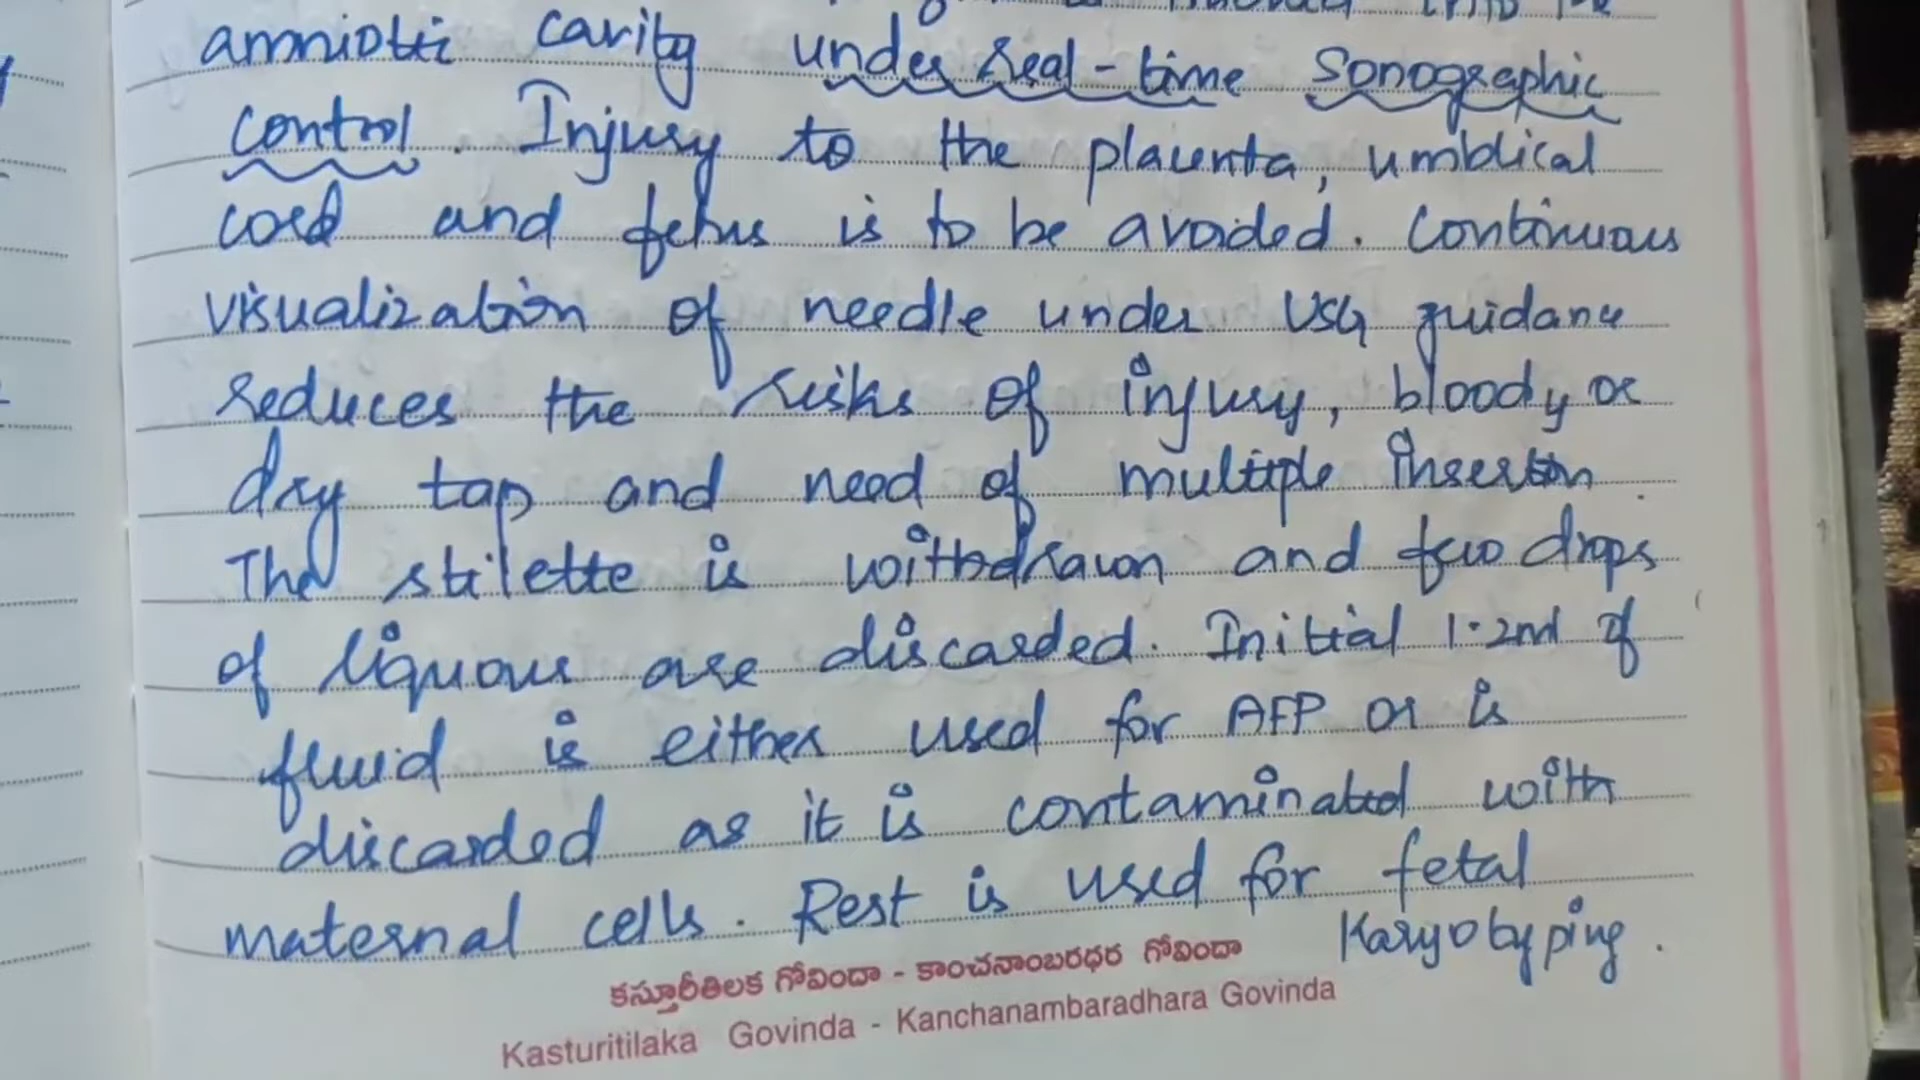 into the
amniotic cavity under real-time sonographic
control. Injury to the placenta, umblical
cord and fetus is to be avoided. Continuous
visualization of needle under USG guidance
reduces the risks of injury, bloody or
dry tap and need of multiple insertion.
The stilette is withdrawn and few drops
of liquour are discarded. Initial 1-2ml of
fluid is either used for AFP or is
discarded as it is contaminated with
maternal cells. Rest is used for fetal
Karyotyping.
కస్తూరీతిలక గోవిందా - కాంచనాంబరధర గోవిందా
Kasturitilaka Govinda - Kanchanambaradhara Govinda